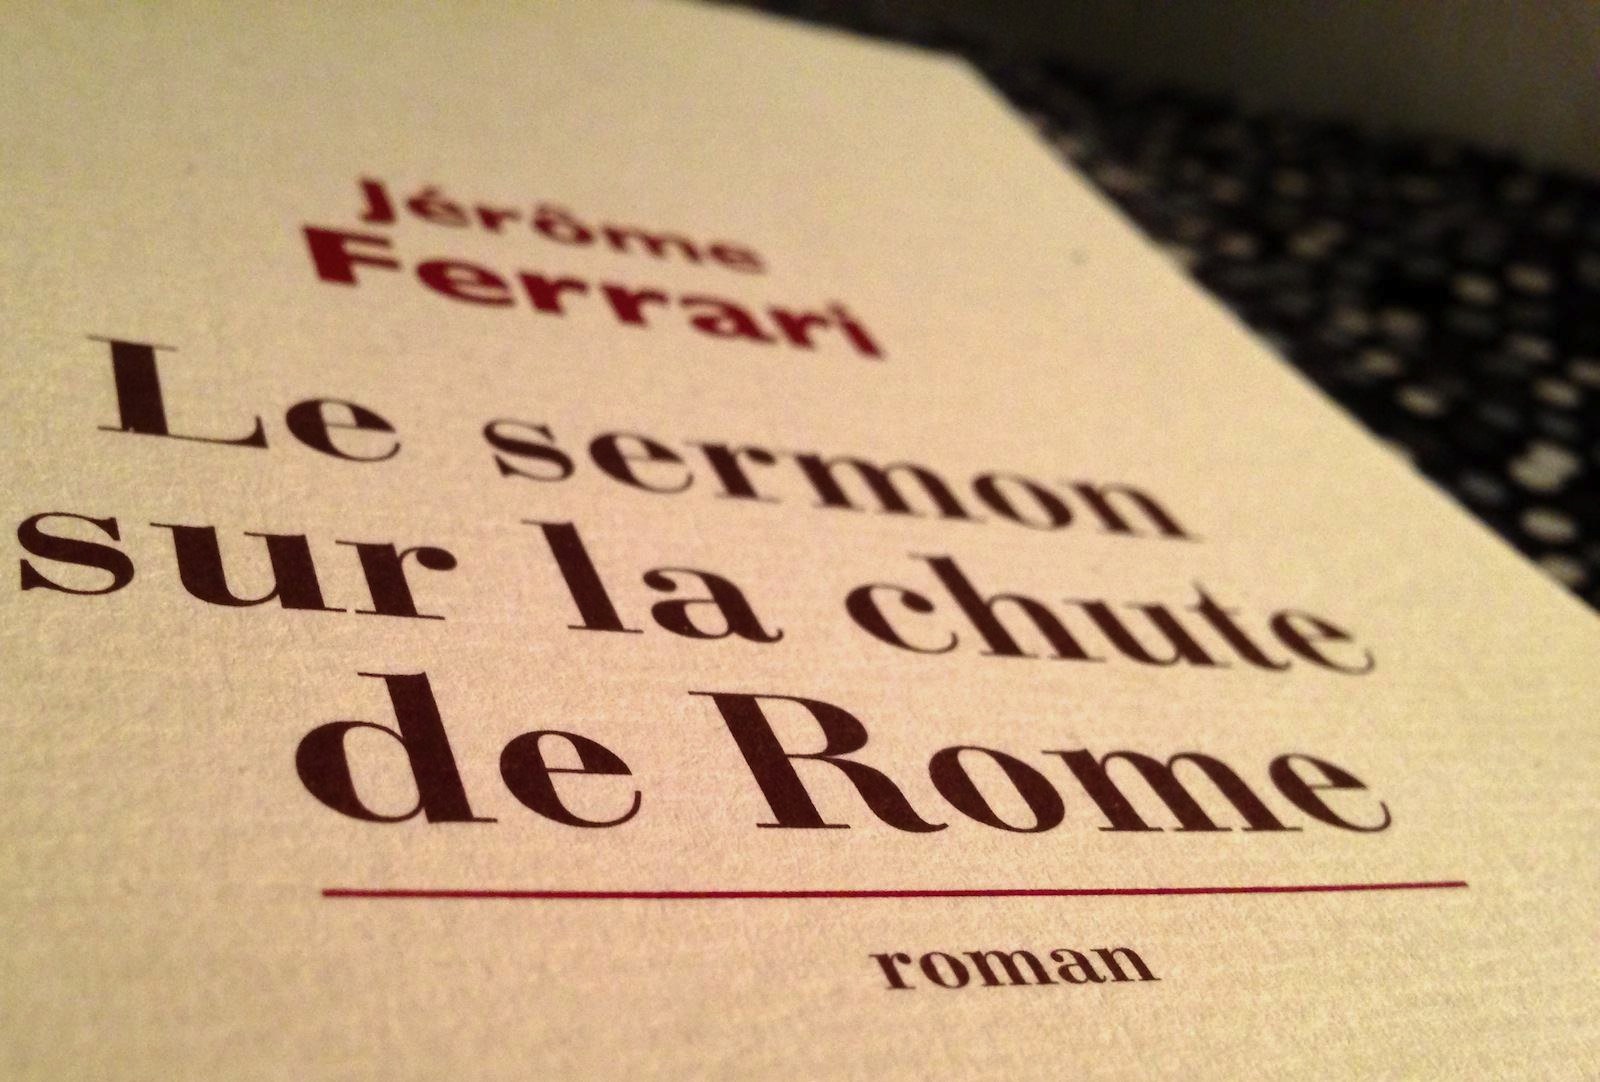 Jérôme
Ferrari
Le sermon
sur la chute
de Rome
roman